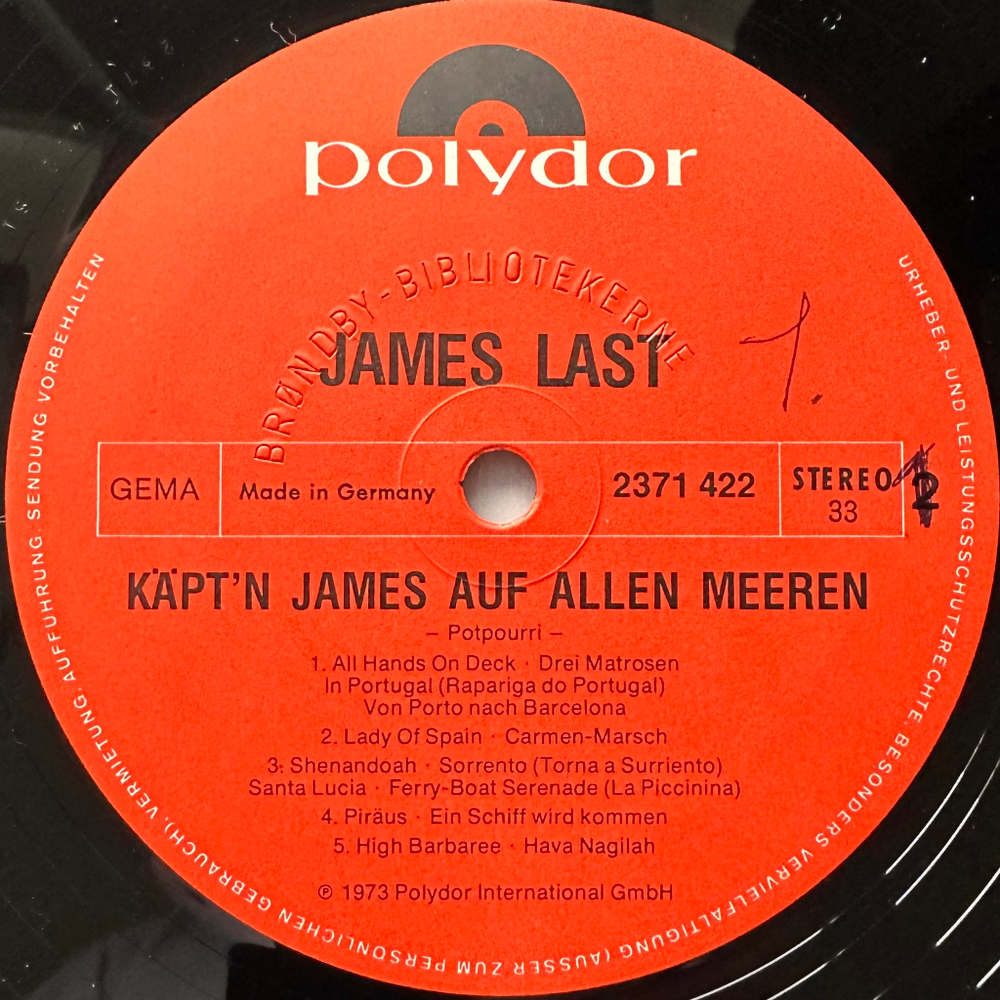 polydor
BRØNDBY-BIBLIOTEKERNE
JAMES LAST
1.
GEMA
Made in Germany
2371 422
STEREO
33
2
KÄPT'N JAMES AUF ALLEN MEEREN
– Potpourri –
1. All Hands On Deck · Drei Matrosen
In Portugal (Rapariga do Portugal)
Von Porto nach Barcelona
2. Lady Of Spain · Carmen-Marsch
3. Shenandoah · Sorrento (Torna a Surriento)
Santa Lucia · Ferry-Boat Serenade (La Piccinina)
4. Piräus · Ein Schiff wird kommen
5. High Barbaree · Hava Nagilah
℗ 1973 Polydor International GmbH
URHEBER- UND LEISTUNGSSCHUTZRECHTE, BESONDERS VERVIELFÄLTIGUNG (AUSSER ZUM PERSÖNLICHEN GEBRAUCH), VERMIETUNG, AUFFÜHRUNG, SENDUNG VORBEHALTEN